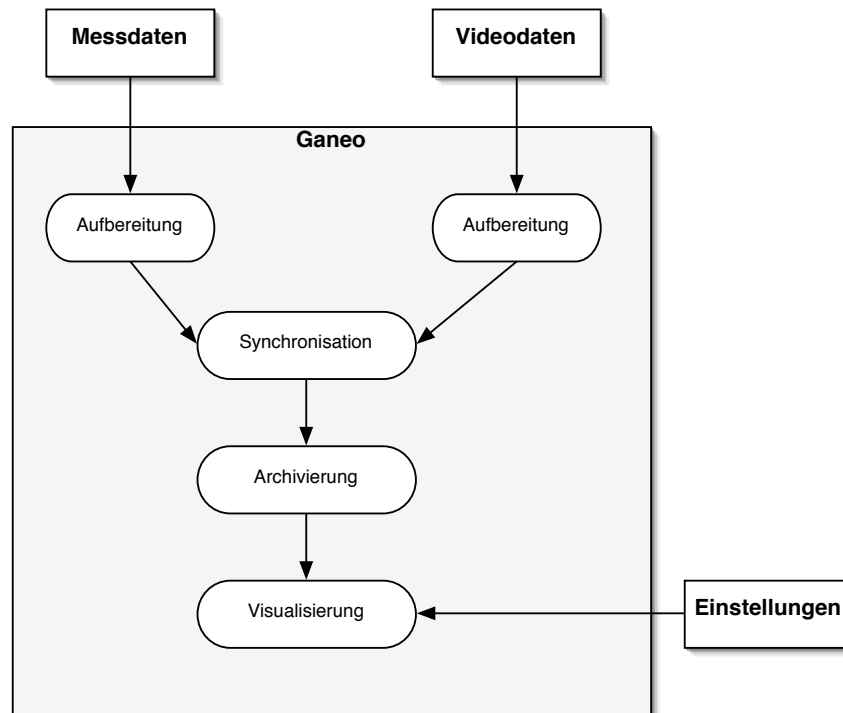 Messdaten
Videodaten
Ganeo
Aufbereitung
Aufbereitung
Synchronisation
Archivierung
Visualisierung
Einstellungen